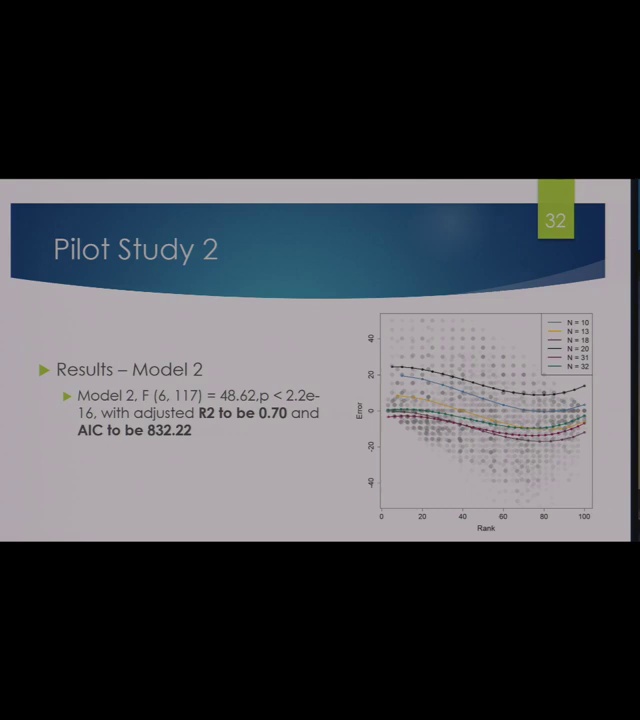 32
Pilot Study 2
Results – Model 2
Model 2, F (6, 117) = 48.62,p < 2.2e-
16, with adjusted R2 to be 0.70 and
AIC to be 832.22
N = 10
N = 13
N = 18
N = 20
N = 31
N = 32
Error
40
20
0
-20
-40
0 20 40 60 80 100
Rank